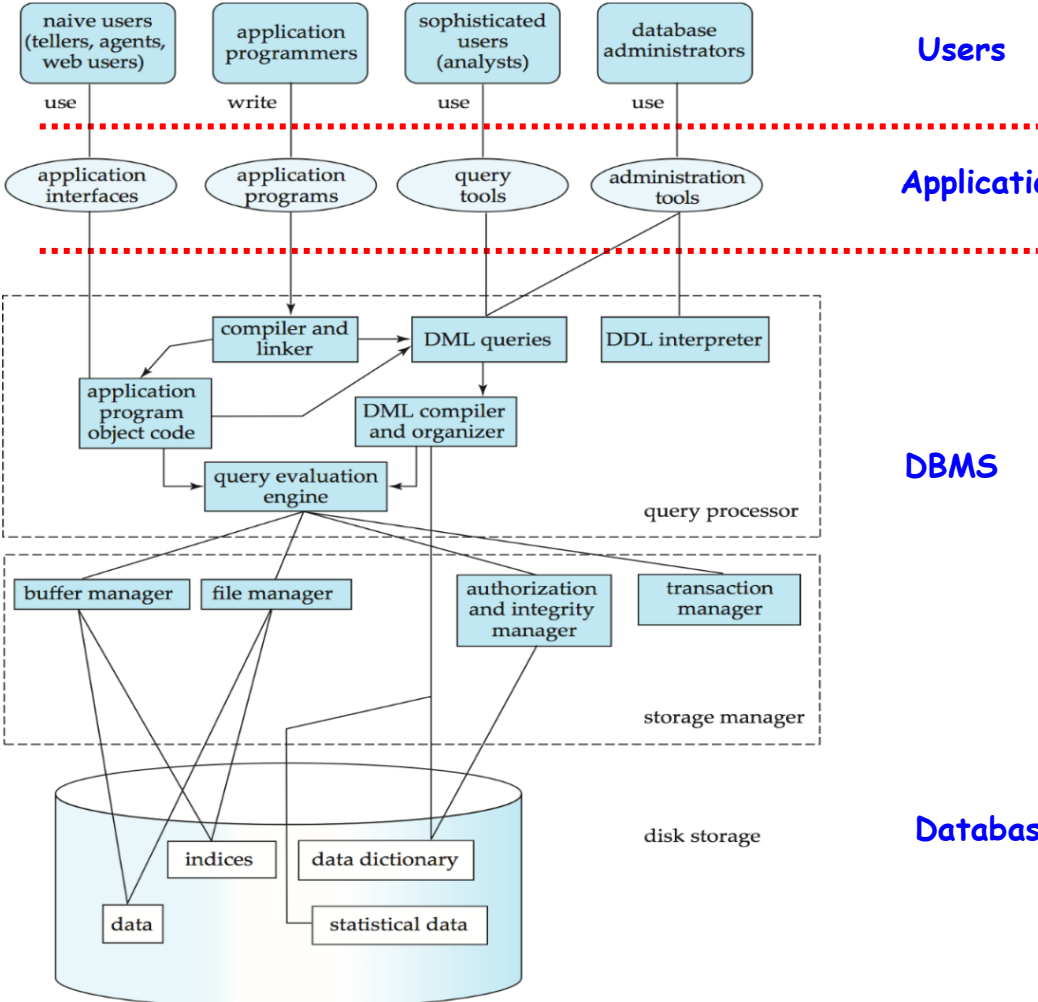 naive users
(tellers, agents,
web users)
application
programmers
sophisticated
users
(analysts)
database
administrators
Users
use
write
use
use
application
interfaces
application
programs
query
tools
administration
tools
Applicatio
compiler and
linker
DML queries
DDL interpreter
application
program
object code
DML compiler
and organizer
DBMS
query evaluation
engine
query processor
buffer manager
file manager
authorization
and integrity
manager
transaction
manager
storage manager
disk storage
Databas
indices
data dictionary
data
statistical data